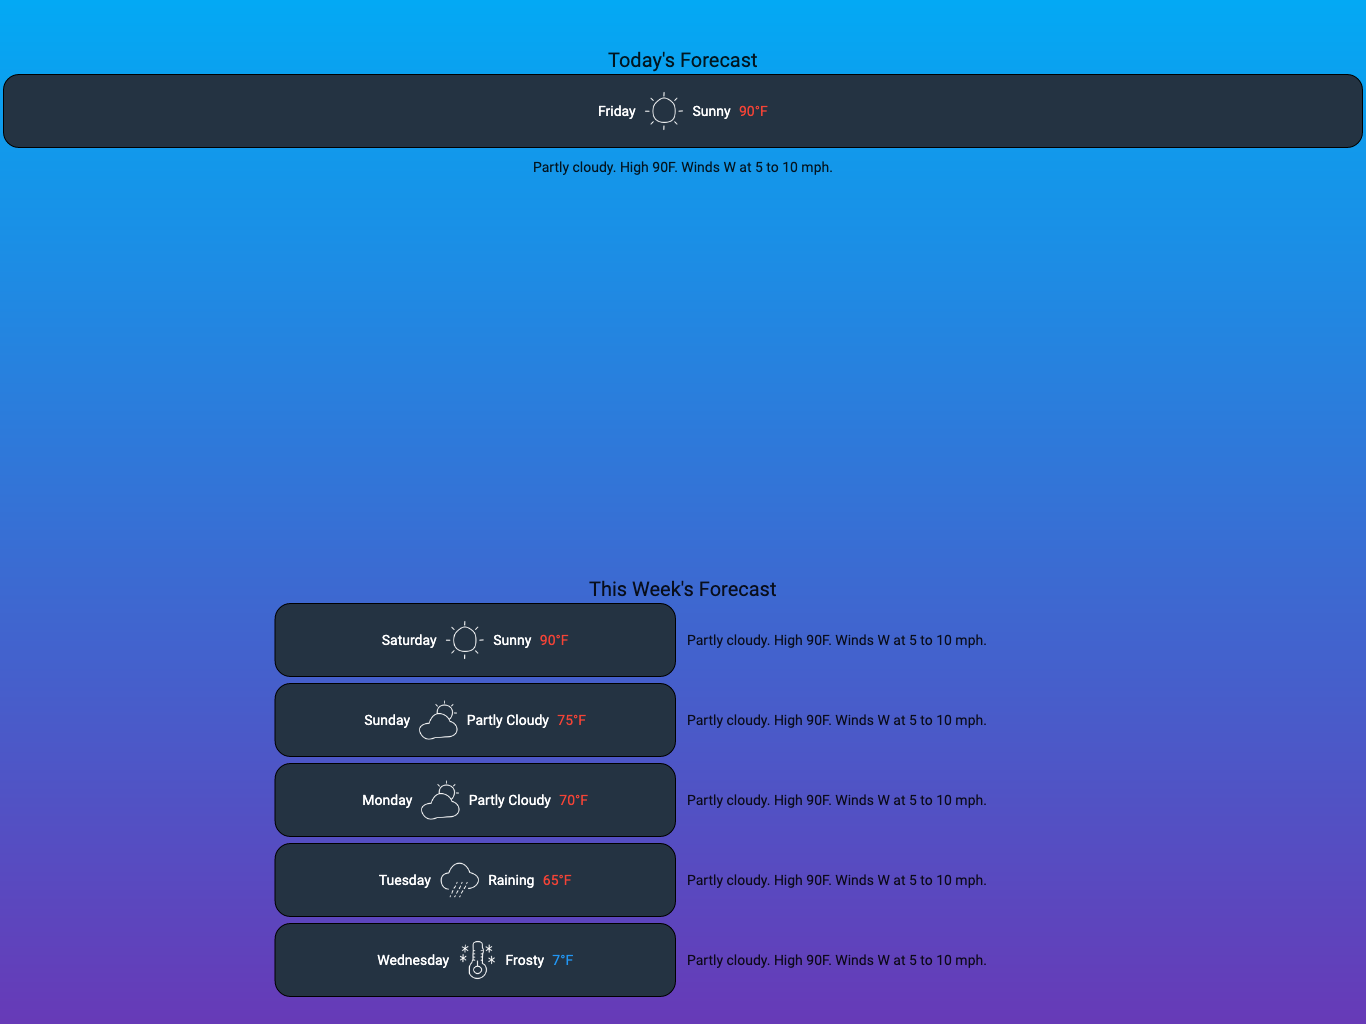 Today's Forecast
Friday Sunny 90°F
Partly cloudy. High 90F. Winds W at 5 to 10 mph.
This Week's Forecast
Saturday Sunny 90°F Partly cloudy. High 90F. Winds W at 5 to 10 mph.
Sunday Partly Cloudy 75°F Partly cloudy. High 90F. Winds W at 5 to 10 mph.
Monday Partly Cloudy 70°F Partly cloudy. High 90F. Winds W at 5 to 10 mph.
Tuesday Raining 65°F Partly cloudy. High 90F. Winds W at 5 to 10 mph.
Wednesday Frosty 7°F Partly cloudy. High 90F. Winds W at 5 to 10 mph.